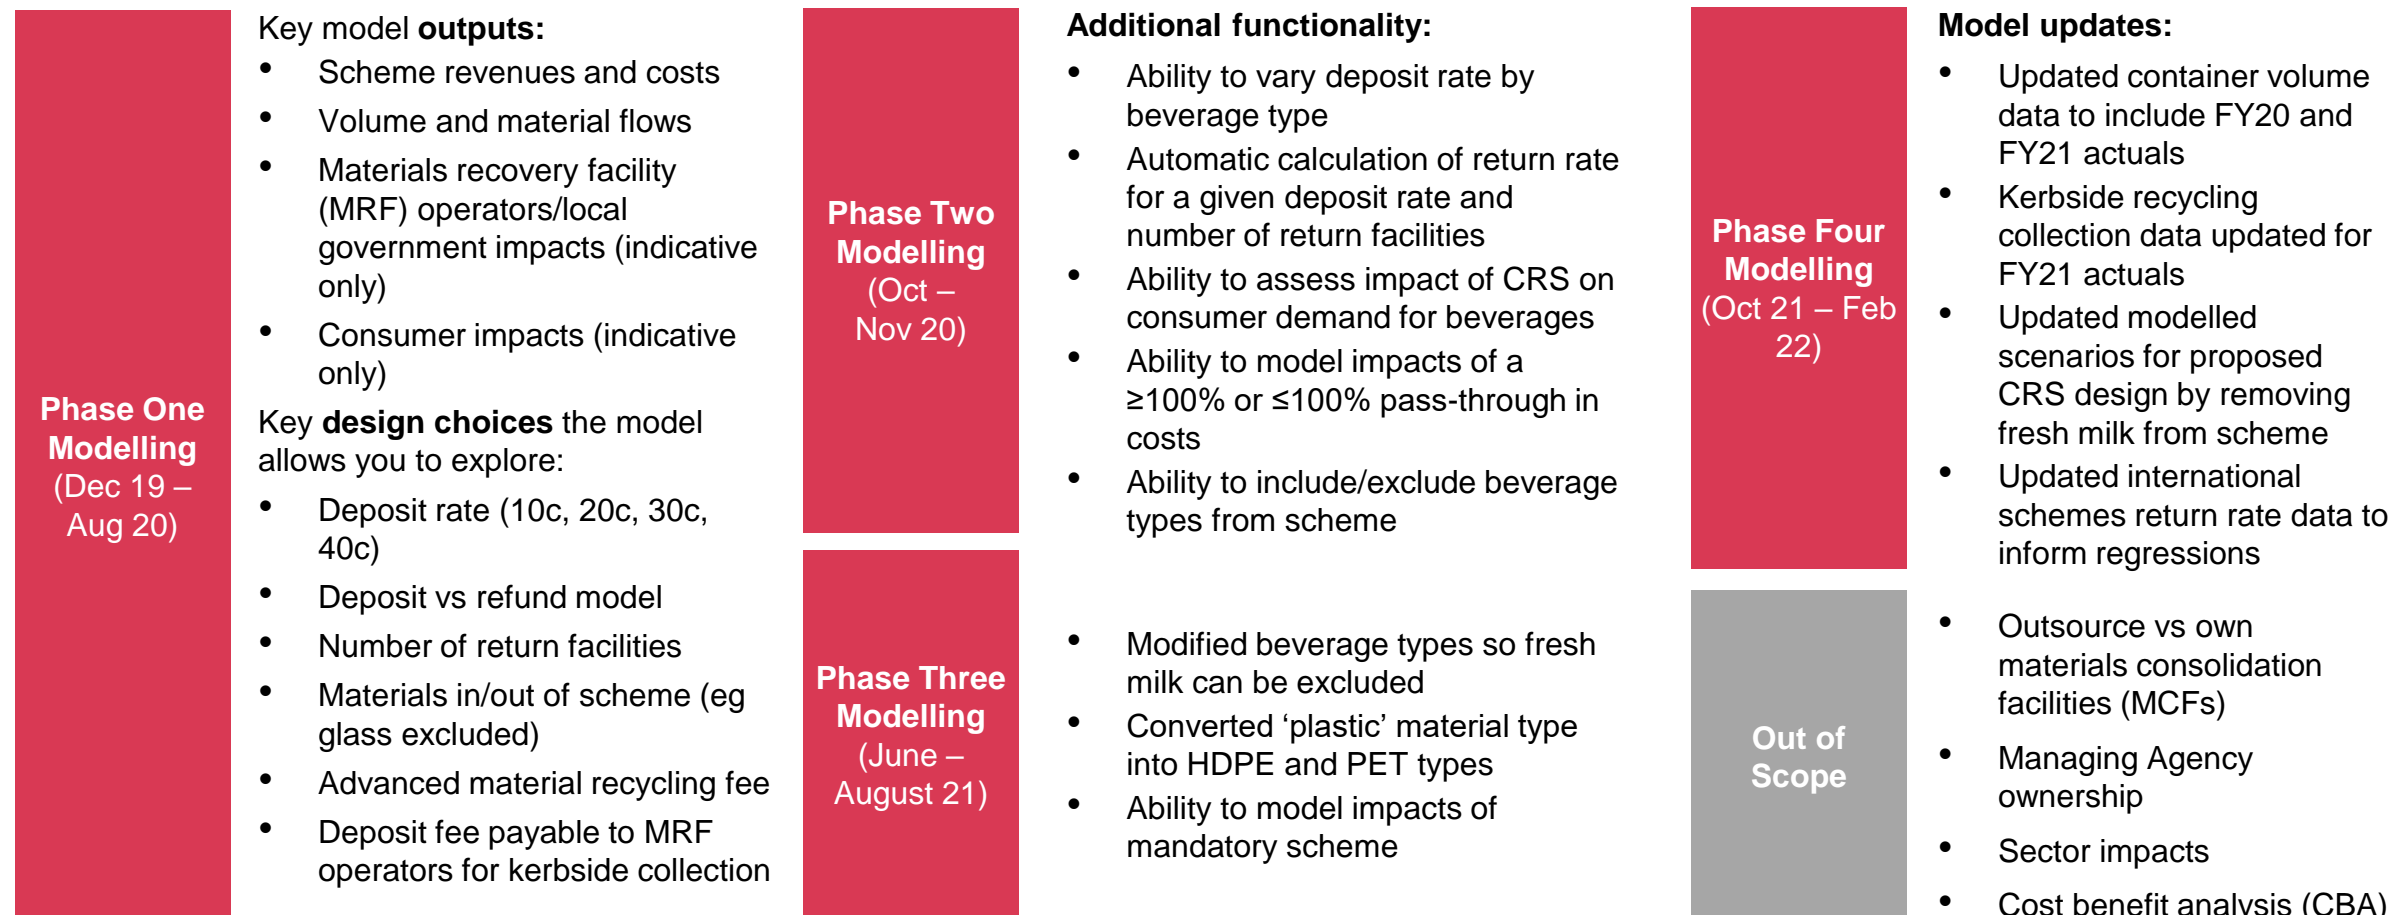 Phase One
Modelling
(Dec 19 –
Aug 20)
Key model outputs:
• Scheme revenues and costs
• Volume and material flows
• Materials recovery facility
(MRF) operators/local
government impacts (indicative
only)
• Consumer impacts (indicative
only)
Key design choices the model
allows you to explore:
• Deposit rate (10c, 20c, 30c,
40c)
• Deposit vs refund model
• Number of return facilities
• Materials in/out of scheme (eg
glass excluded)
• Advanced material recycling fee
• Deposit fee payable to MRF
operators for kerbside collection
Phase Two
Modelling
(Oct –
Nov 20)
Additional functionality:
• Ability to vary deposit rate by
beverage type
• Automatic calculation of return rate
for a given deposit rate and
number of return facilities
• Ability to assess impact of CRS on
consumer demand for beverages
• Ability to model impacts of a
≥100% or ≤100% pass-through in
costs
• Ability to include/exclude beverage
types from scheme
Phase Three
Modelling
(June –
August 21)
• Modified beverage types so fresh
milk can be excluded
• Converted ‘plastic’ material type
into HDPE and PET types
• Ability to model impacts of
mandatory scheme
Phase Four
Modelling
(Oct 21 – Feb
22)
Model updates:
• Updated container volume
data to include FY20 and
FY21 actuals
• Kerbside recycling
collection data updated for
FY21 actuals
• Updated modelled
scenarios for proposed
CRS design by removing
fresh milk from scheme
• Updated international
schemes return rate data to
inform regressions
Out of
Scope
• Outsource vs own
materials consolidation
facilities (MCFs)
• Managing Agency
ownership
• Sector impacts
• Cost benefit analysis (CBA)